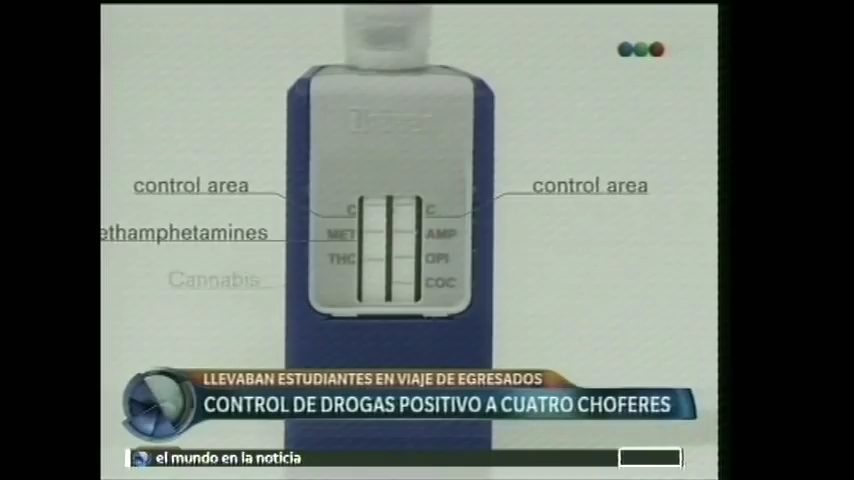 control area
control area
C
C
MET
AMP
ethamphetamines
THC
OPI
Cannabis
COC
LLEVABAN ESTUDIANTES EN VIAJE DE EGRESADOS
CONTROL DE DROGAS POSITIVO A CUATRO CHOFERES
el mundo en la noticia